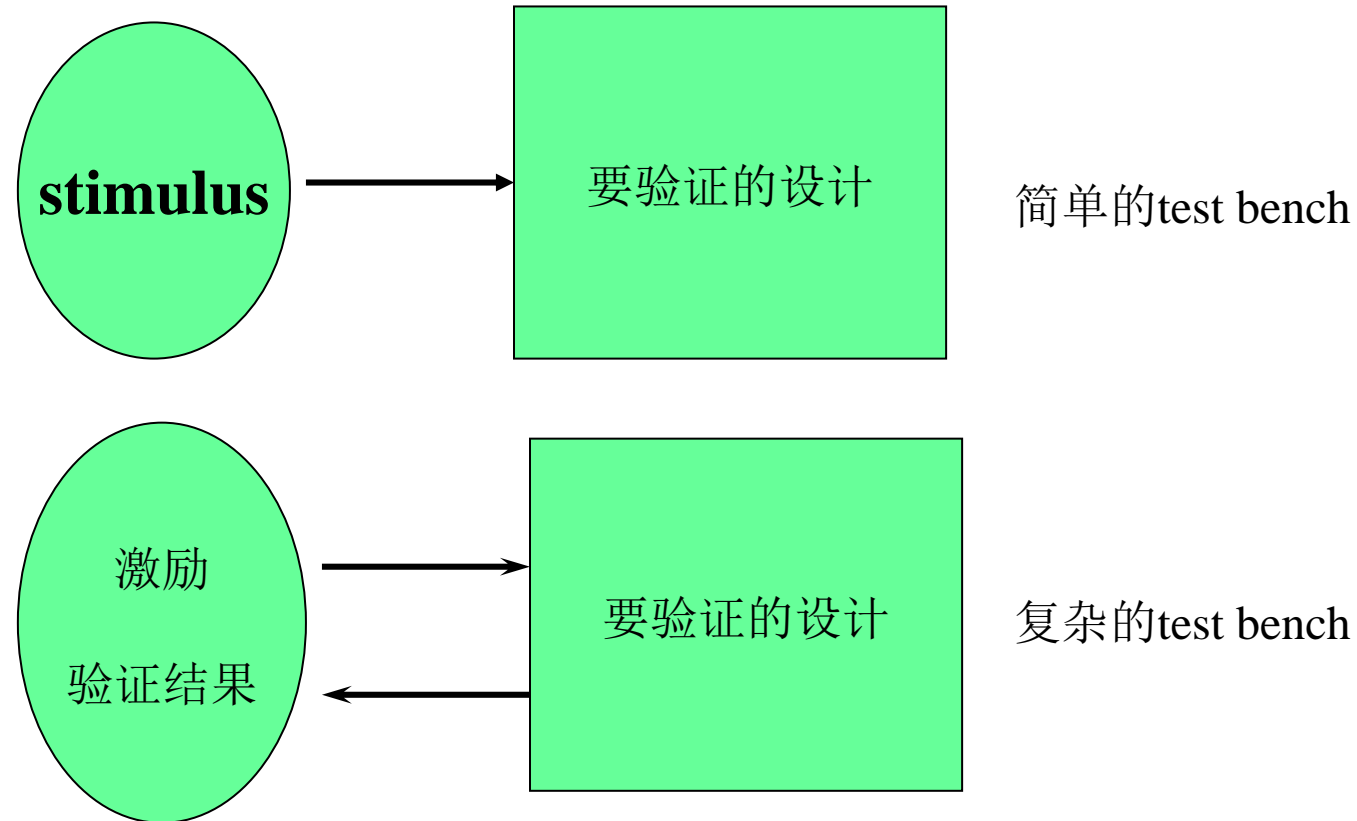 stimulus
要验证的设计
简单的test bench
激励
验证结果
要验证的设计
复杂的test bench